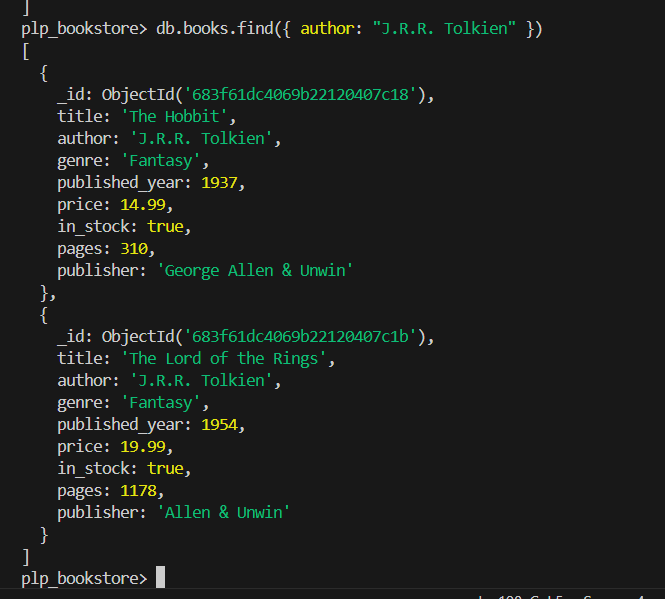 ]
plp_bookstore> db.books.find({ author: "J.R.R. Tolkien" })
[
  {
    _id: ObjectId('683f61dc4069b22120407c18'),
    title: 'The Hobbit',
    author: 'J.R.R. Tolkien',
    genre: 'Fantasy',
    published_year: 1937,
    price: 14.99,
    in_stock: true,
    pages: 310,
    publisher: 'George Allen & Unwin'
  },
  {
    _id: ObjectId('683f61dc4069b22120407c1b'),
    title: 'The Lord of the Rings',
    author: 'J.R.R. Tolkien',
    genre: 'Fantasy',
    published_year: 1954,
    price: 19.99,
    in_stock: true,
    pages: 1178,
    publisher: 'Allen & Unwin'
  }
]
plp_bookstore>